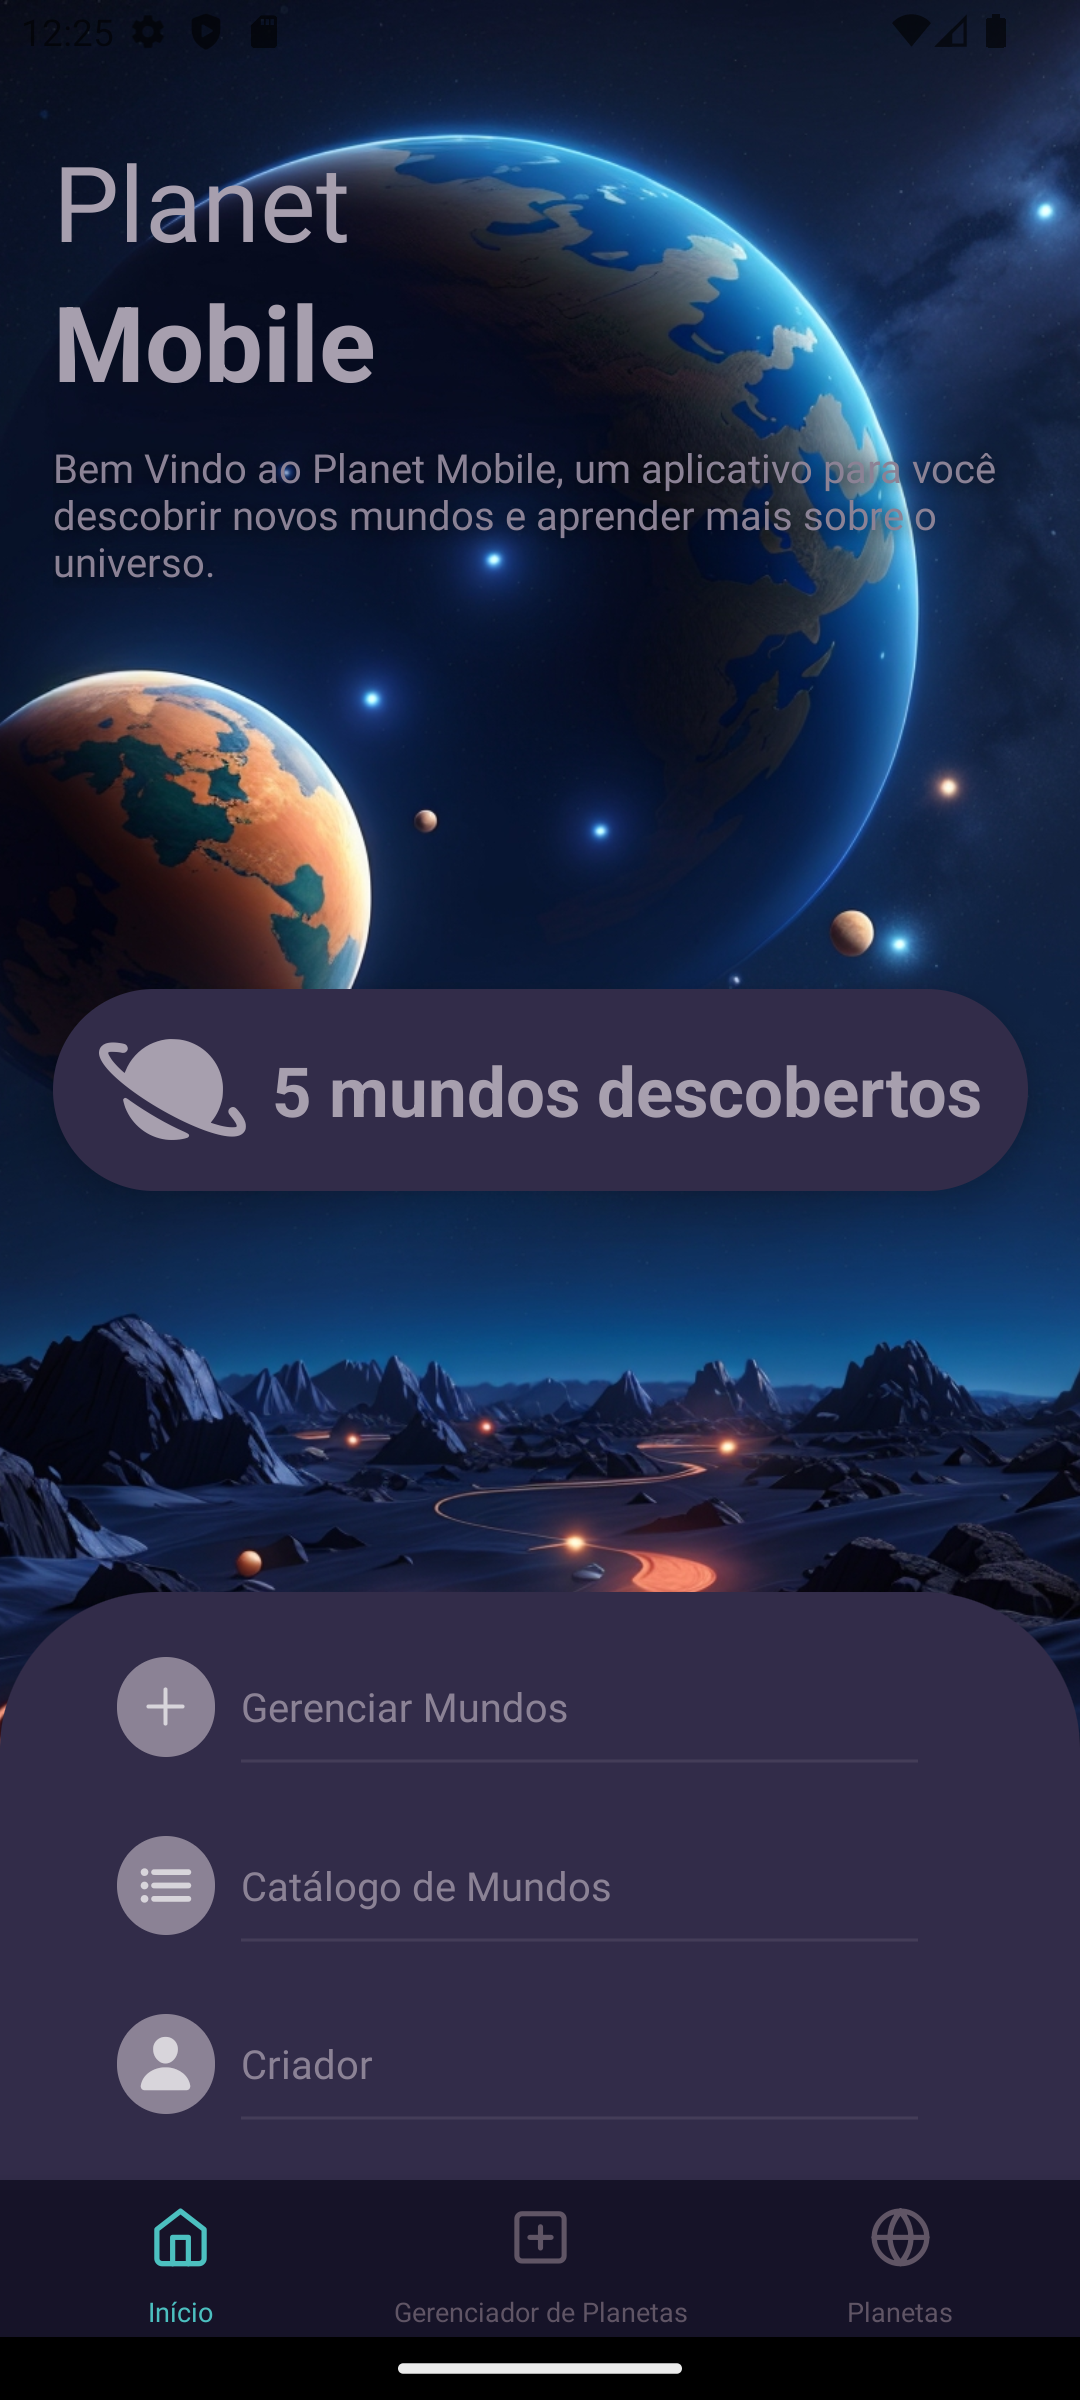 12:25
Planet
Mobile
Bem Vindo ao Planet Mobile, um aplicativo para você
descobrir novos mundos e aprender mais sobre o
universo.
5 mundos descobertos
Gerenciar Mundos
Catálogo de Mundos
Criador
Início
Gerenciador de Planetas
Planetas